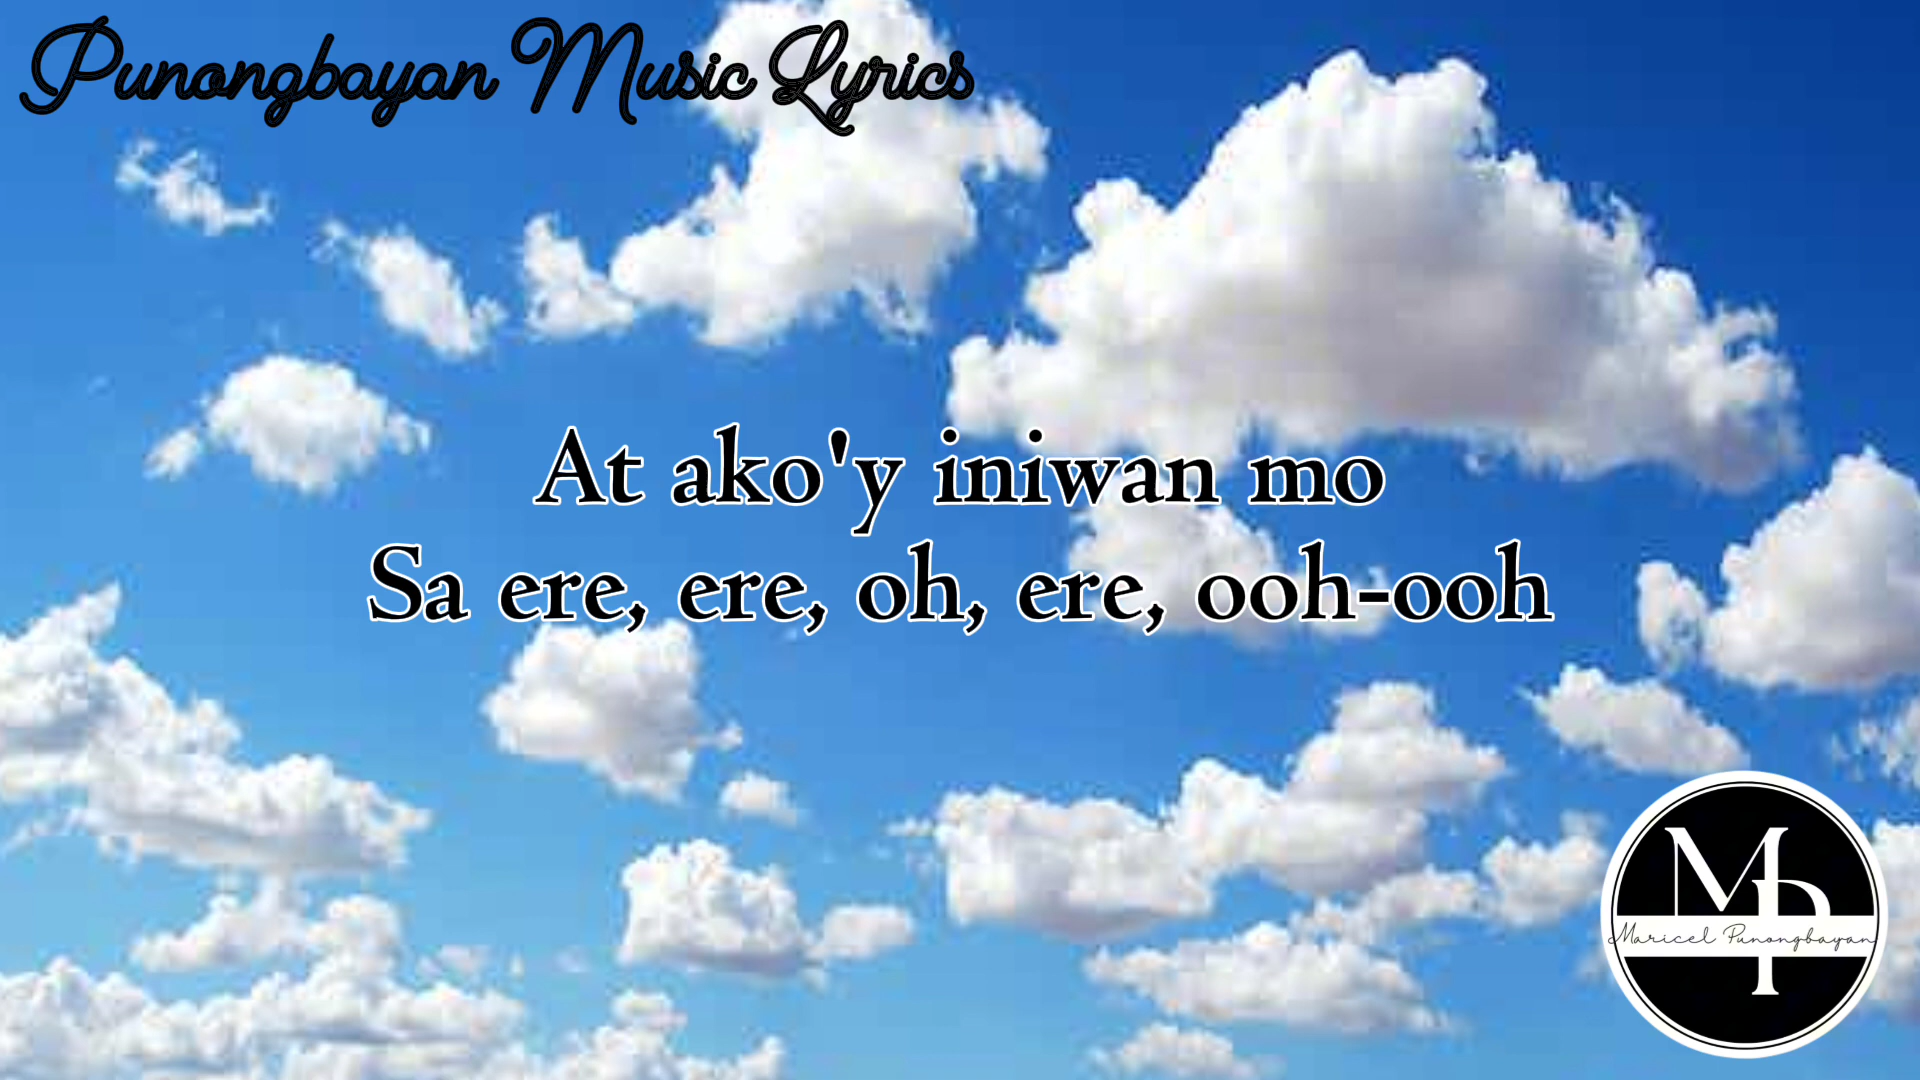 Punongbayan Music Lyrics
At ako'y iniwan mo
Sa ere, ere, oh, ere, ooh-ooh
MP
Maricel Punongbayan